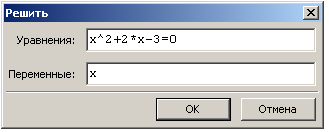 Решить
Уравнения: x^2+2*x-3=0
Переменные: x
OK Отмена